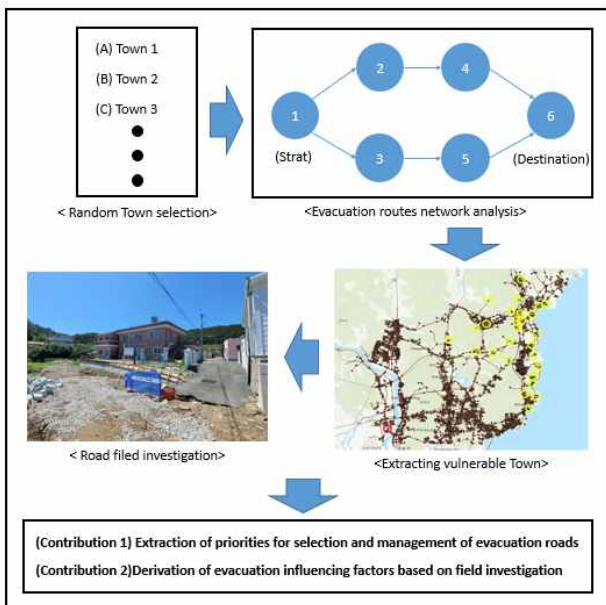 (A) Town 1
(B) Town 2
(C) Town 3
< Random Town selection>
1
2
4
3
5
6
(Strat)
(Destination)
<Evacuation routes network analysis>
< Road filed investigation>
<Extracting vulnerable Town>
(Contribution 1) Extraction of priorities for selection and management of evacuation roads
(Contribution 2)Derivation of evacuation influencing factors based on field investigation